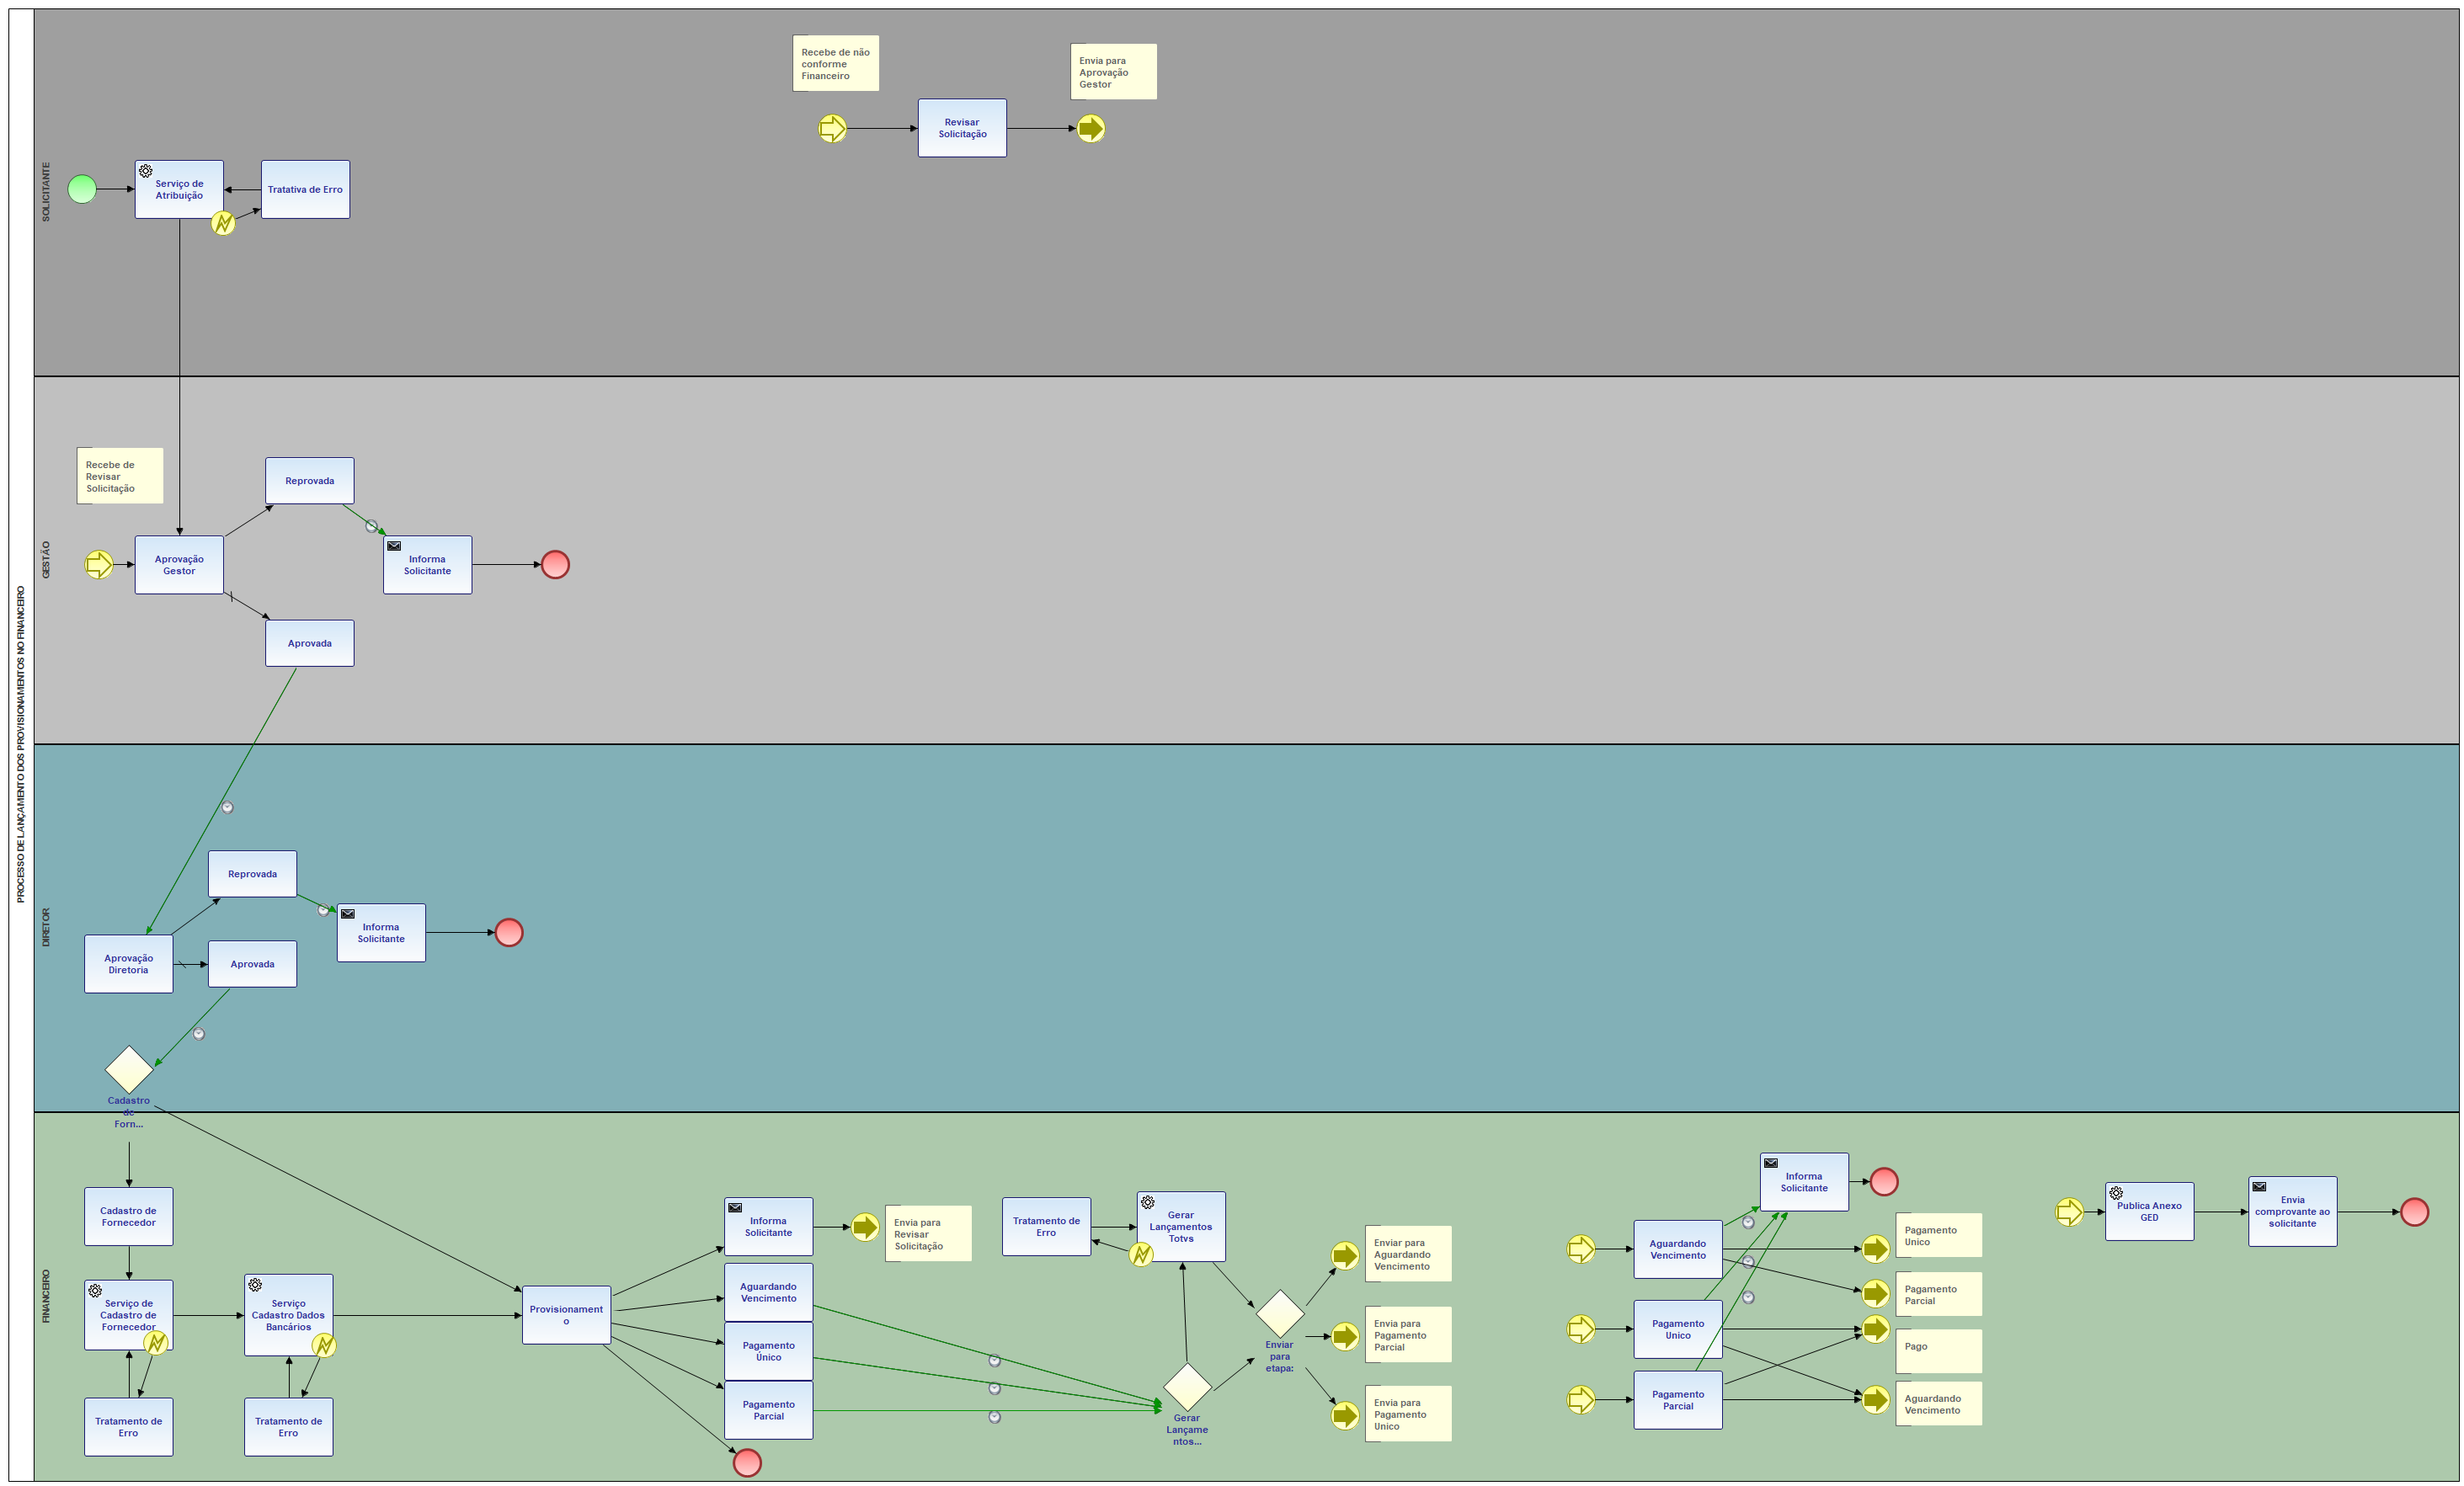 PROCESSO DE LANÇAMENTO DOS PROVISIONAMENTOS NO FINANCEIRO
SOLICITANTE
Recebe de não
conforme
Financeiro
Envia para
Aprovação
Gestor
Revisar
Solicitação
Serviço de
Atribuição
Tratativa de Erro
GESTÃO
Recebe de
Revisar
Solicitação
Reprovada
Aprovação
Gestor
Informa
Solicitante
Aprovada
DIRETOR
Reprovada
Informa
Solicitante
Aprovação
Diretoria
Aprovada
Cadastro
de
Forn...
FINANCEIRO
Cadastro de
Fornecedor
Serviço de
Cadastro de
Fornecedor
Serviço
Cadastro Dados
Bancários
Tratamento de
Erro
Tratamento de
Erro
Provisionament
o
Informa
Solicitante
Envia para
Revisar
Solicitação
Aguardando
Vencimento
Pagamento
Único
Pagamento
Parcial
Tratamento de
Erro
Gerar
Lançamentos
Totvs
Gerar
Lançame
ntos...
Enviar
para
etapa:
Enviar para
Aguardando
Vencimento
Envia para
Pagamento
Parcial
Envia para
Pagamento
Unico
Informa
Solicitante
Aguardando
Vencimento
Pagamento
Unico
Pagamento
Parcial
Pagamento
Unico
Pagamento
Parcial
Pago
Aguardando
Vencimento
Publica Anexo
GED
Envia
comprovante ao
solicitante